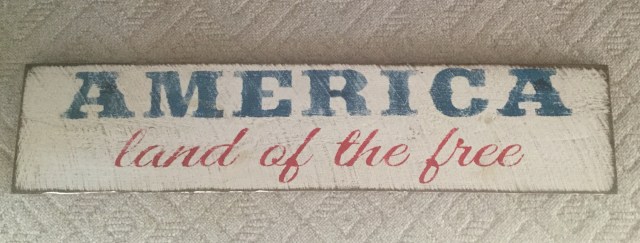 AMERICA
land of the free